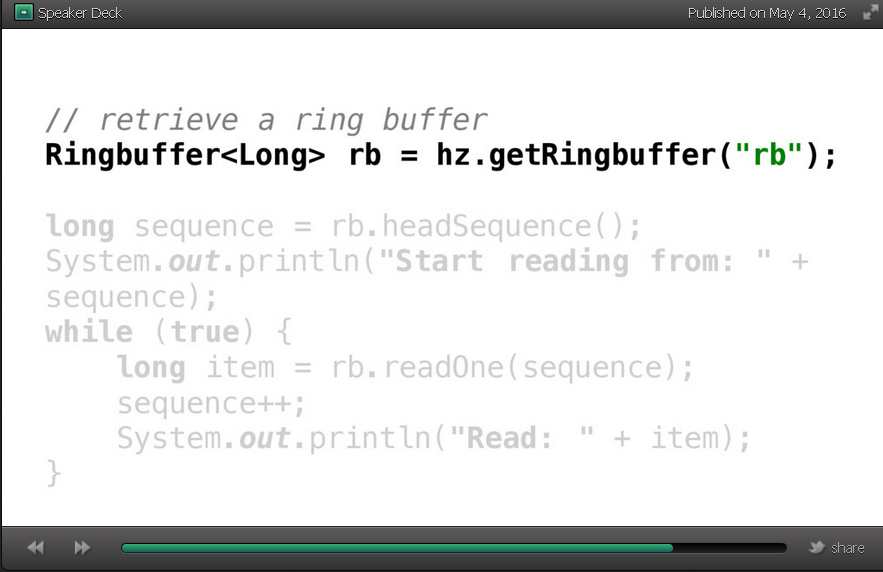 Speaker Deck
Published on May 4, 2016
// retrieve a ring buffer
Ringbuffer<Long> rb = hz.getRingbuffer("rb");
long sequence = rb.headSequence();
System.out.println("Start reading from: " +
sequence);
while (true) {
    long item = rb.readOne(sequence);
    sequence++;
    System.out.println("Read: " + item);
}
share